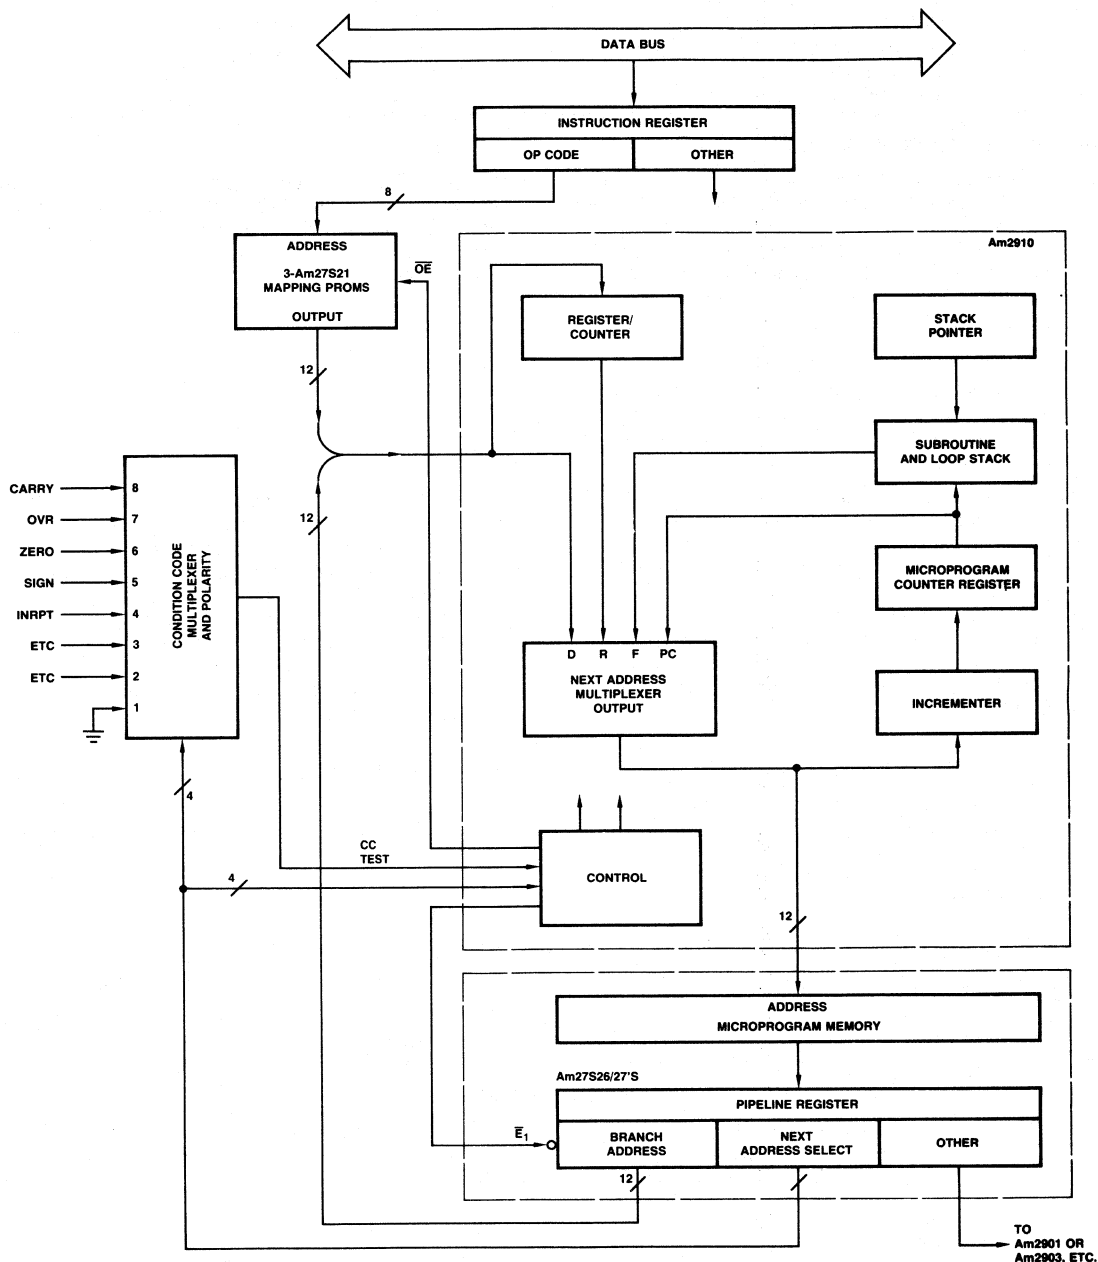 DATA BUS
INSTRUCTION REGISTER
OP CODE
OTHER
8
ADDRESS
3-Am27S21
MAPPING PROMS
OUTPUT
OE
Am2910
REGISTER/
COUNTER
STACK
POINTER
12
SUBROUTINE
AND LOOP STACK
CARRY
8
OVR
7
ZERO
6
SIGN
5
INRPT
4
ETC
3
ETC
2
1
CONDITION CODE
MULTIPLEXER
AND POLARITY
12
MICROPROGRAM
COUNTER REGISTER
D R F PC
NEXT ADDRESS
MULTIPLEXER
OUTPUT
INCREMENTER
4
CC
TEST
4
CONTROL
12
ADDRESS
MICROPROGRAM MEMORY
Am27S26/27'S
PIPELINE REGISTER
E1
BRANCH
ADDRESS
NEXT
ADDRESS SELECT
OTHER
12
TO
Am2901 OR
Am2903, ETC.